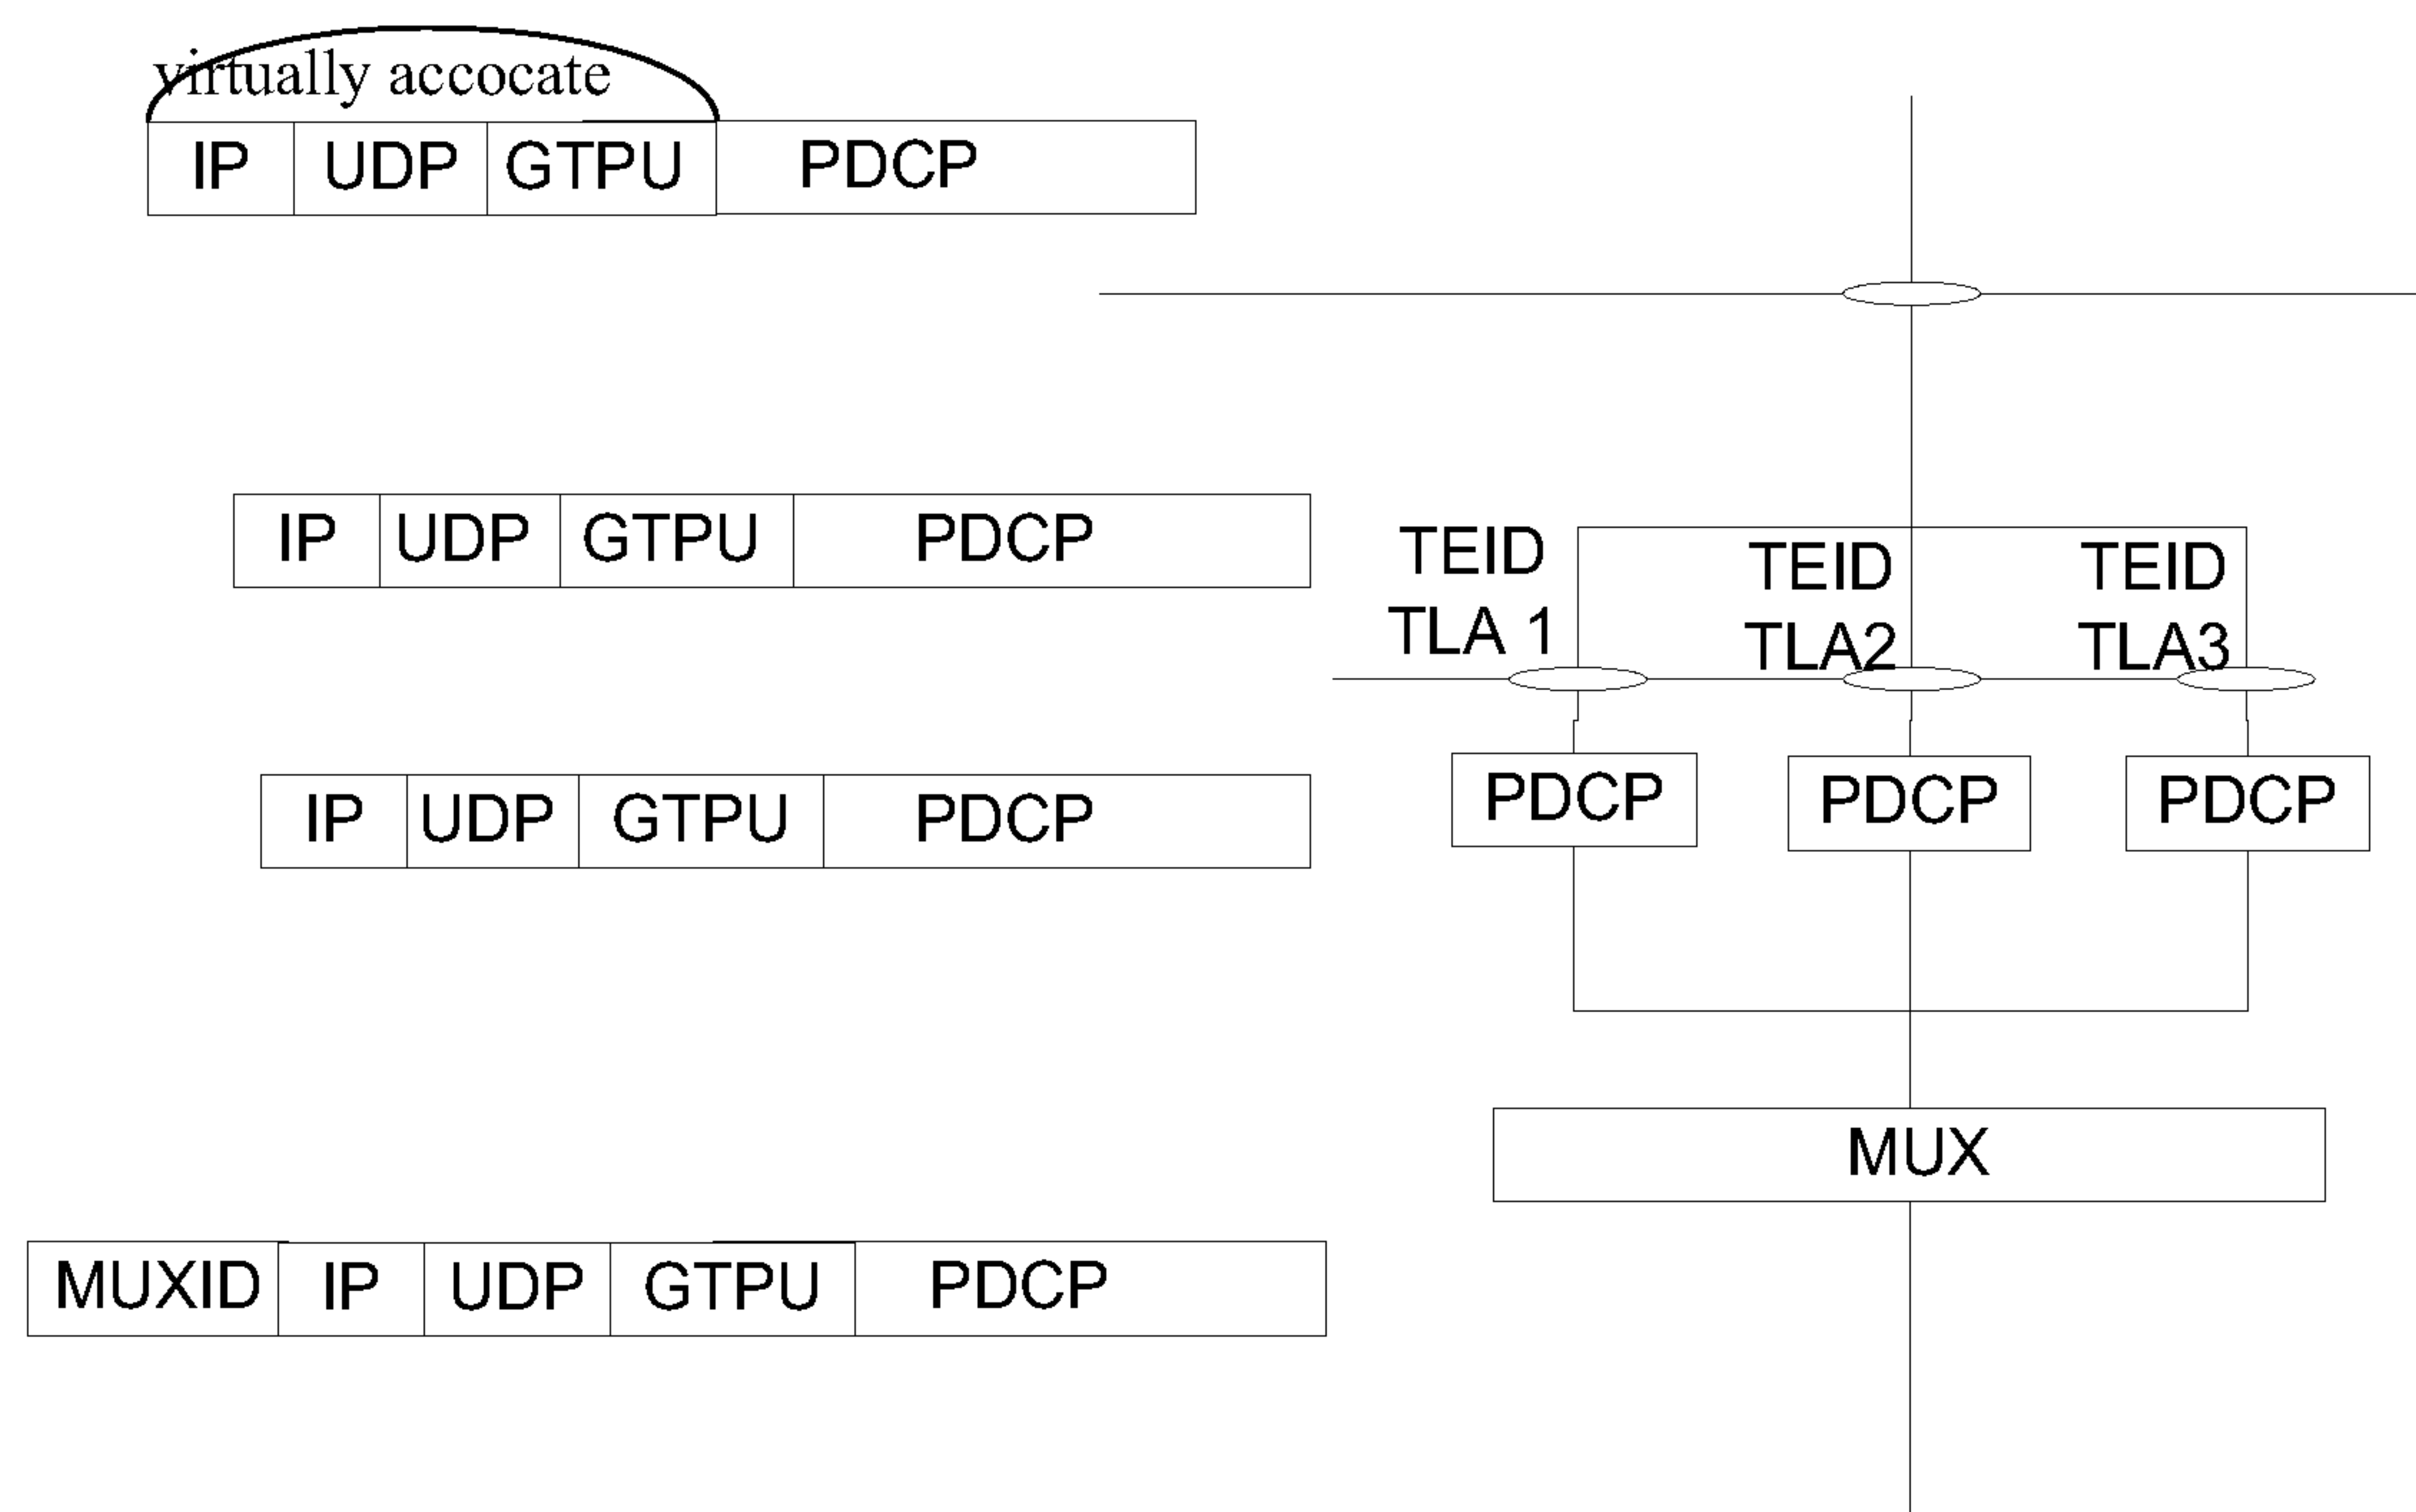 virtually accocate
IP UDP GTPU PDCP
IP UDP GTPU PDCP
TEID TEID TEID
TLA 1 TLA2 TLA3
IP UDP GTPU PDCP
PDCP PDCP PDCP
MUX
MUXID IP UDP GTPU PDCP